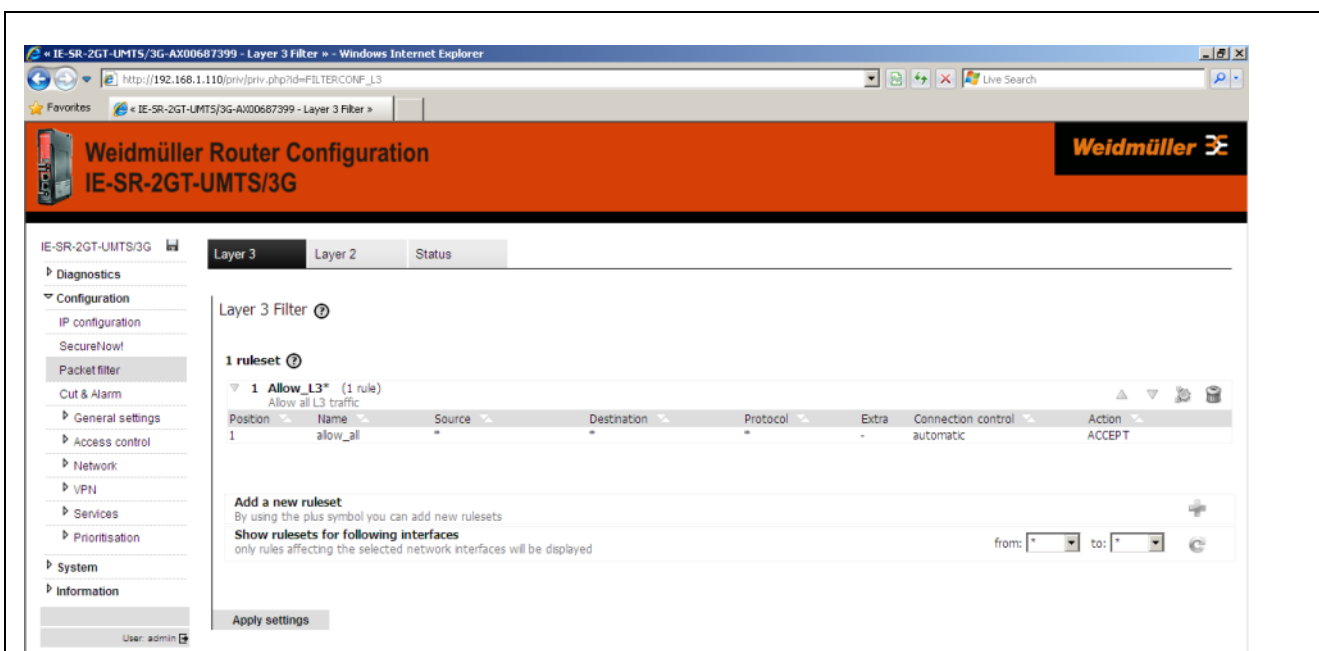 « IE-SR-2GT-UMTS/3G-AX00687399 - Layer 3 Filter » - Windows Internet Explorer
http://192.168.1.110/priv/priv.php?id=FILTERCONF_L3
Live Search
Favorites « IE-SR-2GT-UMTS/3G-AX00687399 - Layer 3 Filter »
Weidmüller Router Configuration
IE-SR-2GT-UMTS/3G
Weidmüller
IE-SR-2GT-UMTS/3G
Diagnostics
Configuration
IP configuration
SecureNow!
Packet filter
Cut & Alarm
General settings
Access control
Network
VPN
Services
Prioritisation
System
Information
User: admin
Layer 3 Layer 2 Status
Layer 3 Filter ?
1 ruleset ?
1 Allow_L3* (1 rule)
Allow all L3 traffic
Position Name Source Destination Protocol Extra Connection control Action
1 allow_all * * * - automatic ACCEPT
Add a new ruleset
By using the plus symbol you can add new rulesets
Show rulesets for following interfaces
only rules affecting the selected network interfaces will be displayed
from: * to: *
Apply settings